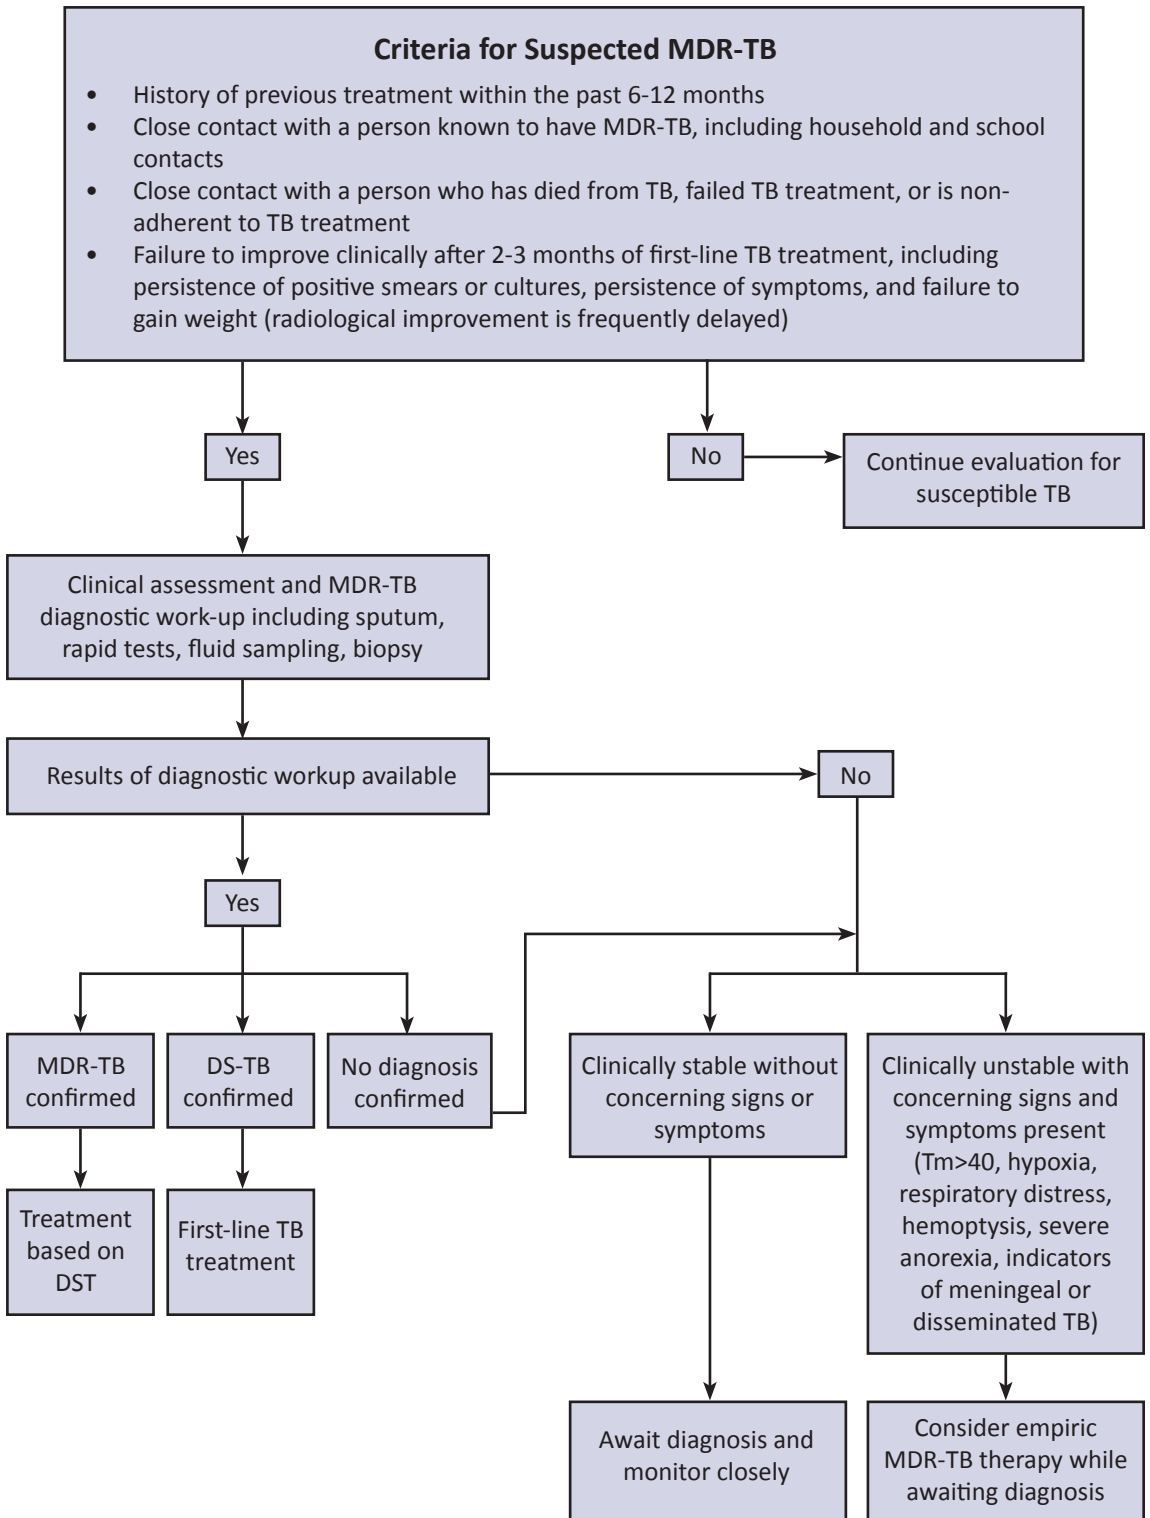 Criteria for Suspected MDR-TB
• History of previous treatment within the past 6-12 months
• Close contact with a person known to have MDR-TB, including household and school
contacts
• Close contact with a person who has died from TB, failed TB treatment, or is non-
adherent to TB treatment
• Failure to improve clinically after 2-3 months of first-line TB treatment, including
persistence of positive smears or cultures, persistence of symptoms, and failure to
gain weight (radiological improvement is frequently delayed)
Yes
No
Continue evaluation for
susceptible TB
Clinical assessment and MDR-TB
diagnostic work-up including sputum,
rapid tests, fluid sampling, biopsy
Results of diagnostic workup available
No
Yes
MDR-TB
confirmed
DS-TB
confirmed
No diagnosis
confirmed
Clinically stable without
concerning signs or
symptoms
Clinically unstable with
concerning signs and
symptoms present
(Tm>40, hypoxia,
respiratory distress,
hemoptysis, severe
anorexia, indicators
of meningeal or
disseminated TB)
Treatment
based on
DST
First-line TB
treatment
Await diagnosis and
monitor closely
Consider empiric
MDR-TB therapy while
awaiting diagnosis